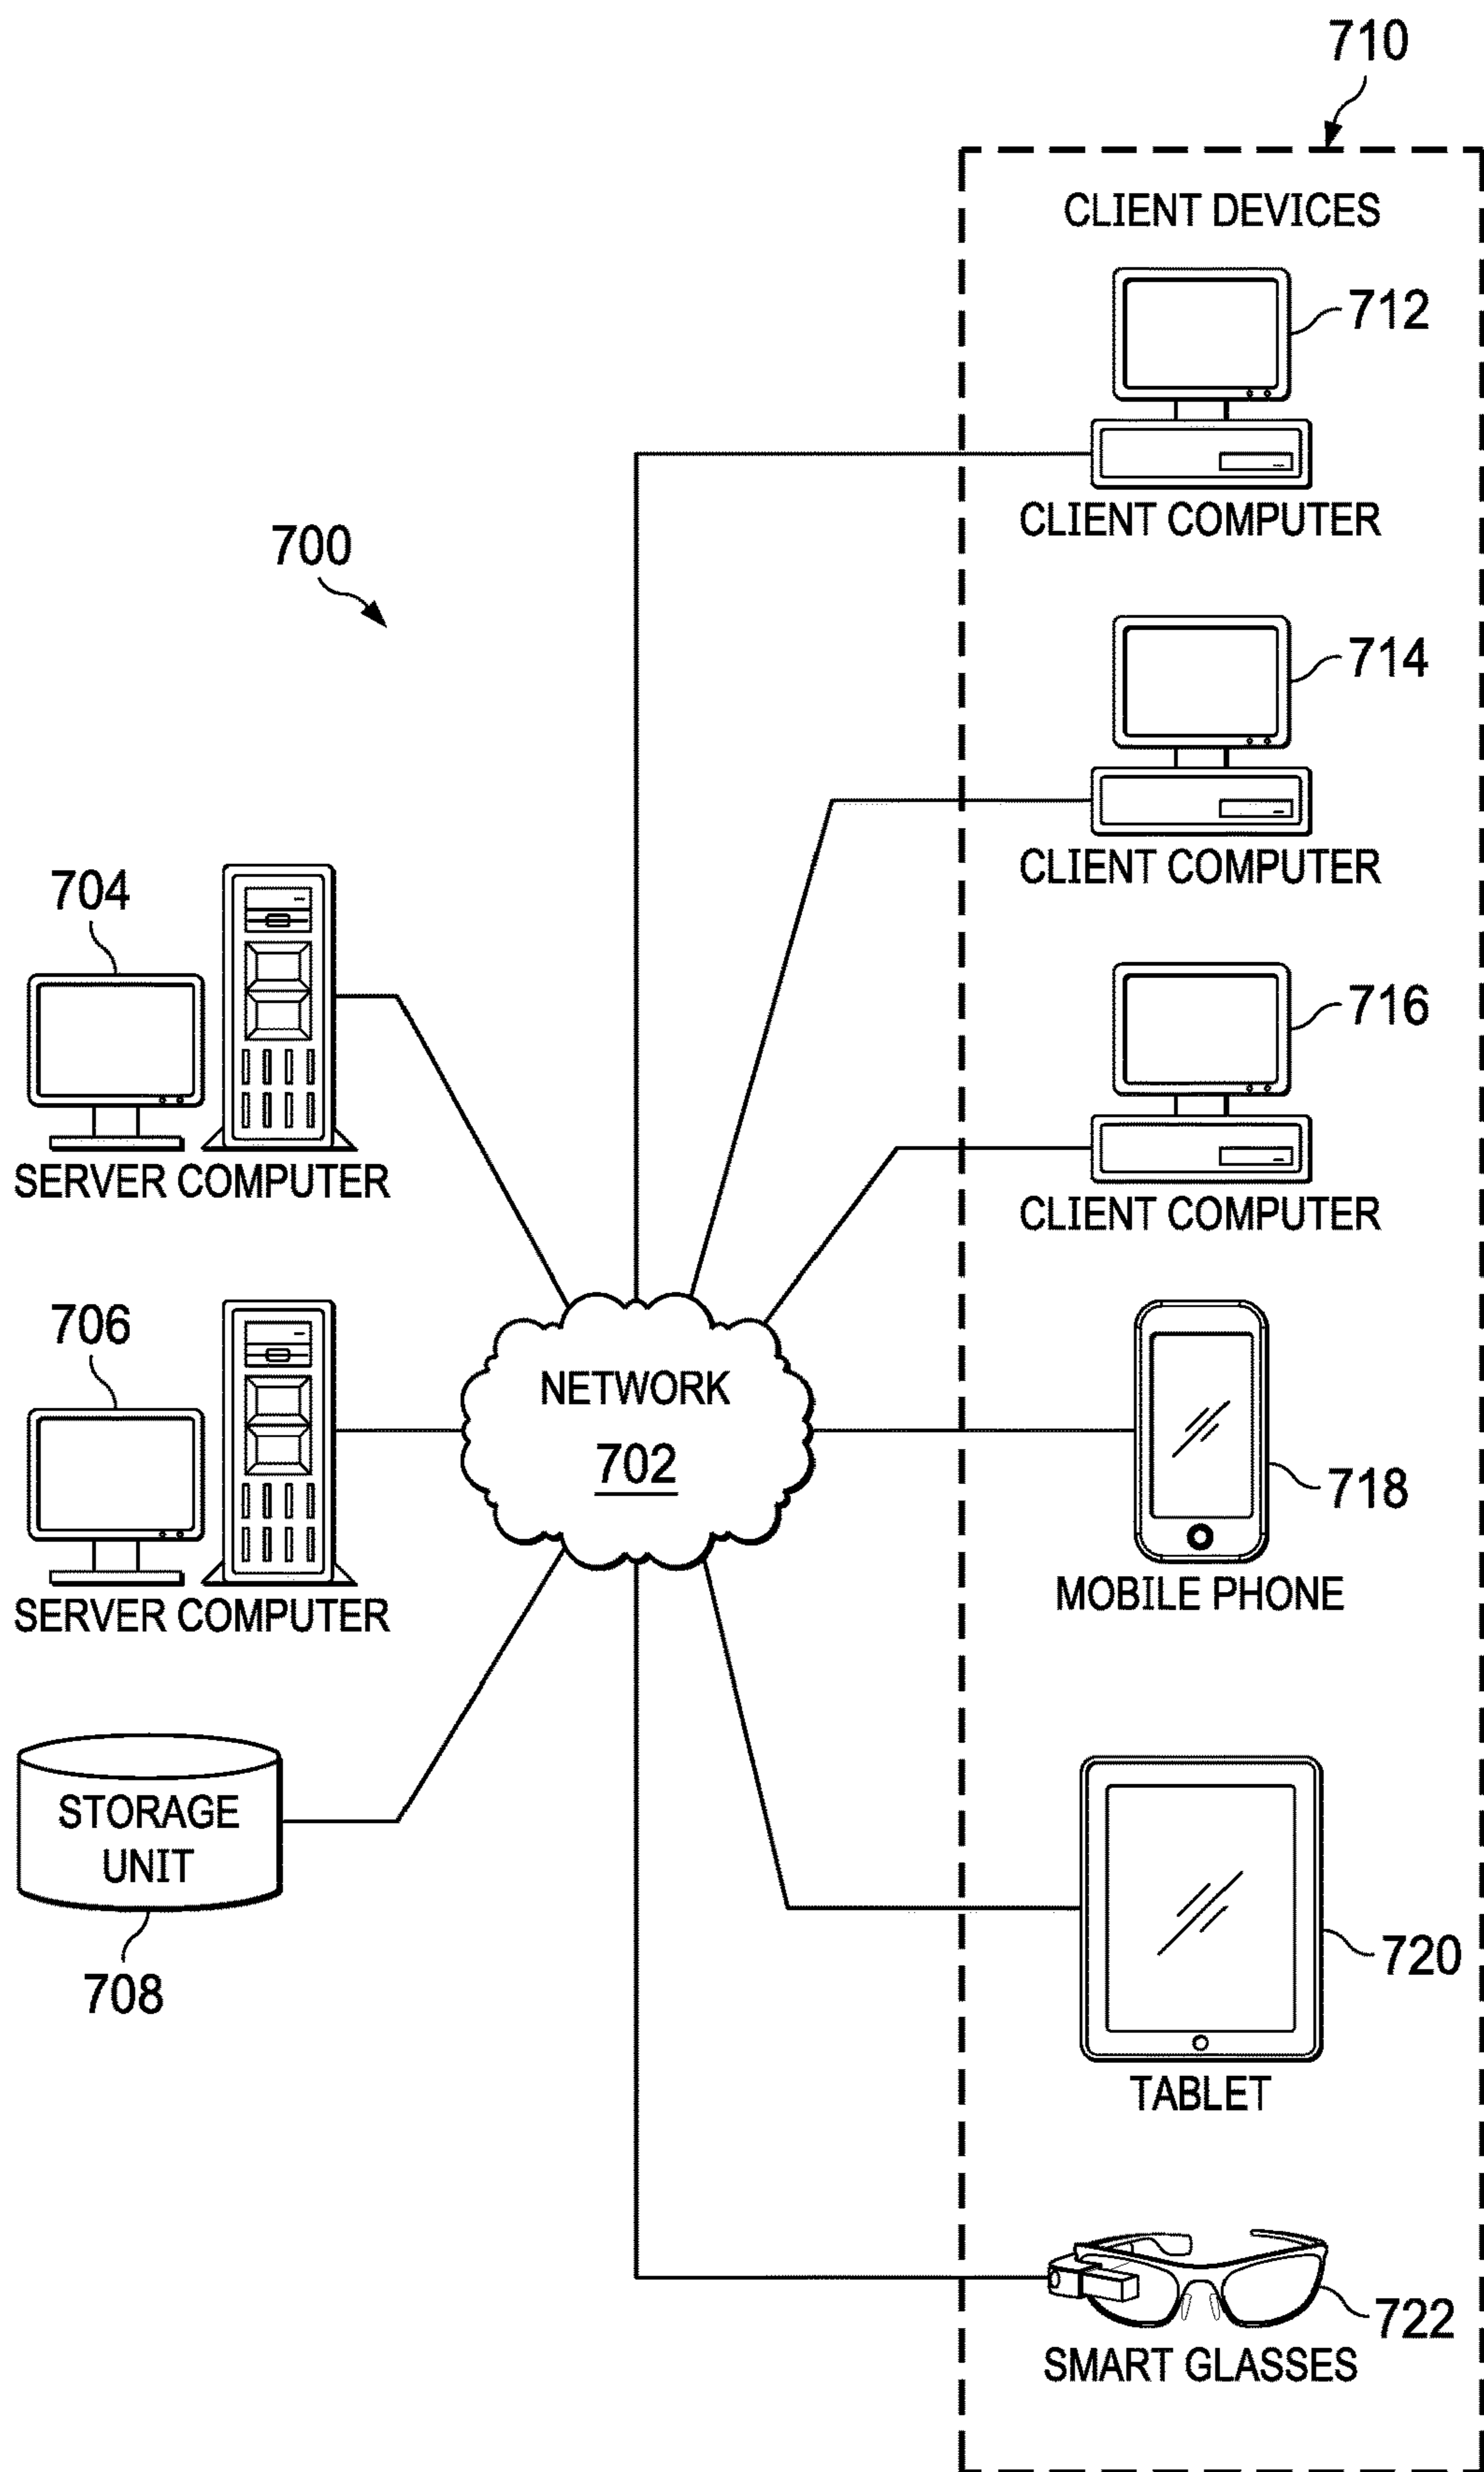 710
CLIENT DEVICES
712
CLIENT COMPUTER
700
714
CLIENT COMPUTER
704
SERVER COMPUTER
716
CLIENT COMPUTER
706
SERVER COMPUTER
NETWORK
702
718
MOBILE PHONE
STORAGE
UNIT
708
720
TABLET
722
SMART GLASSES